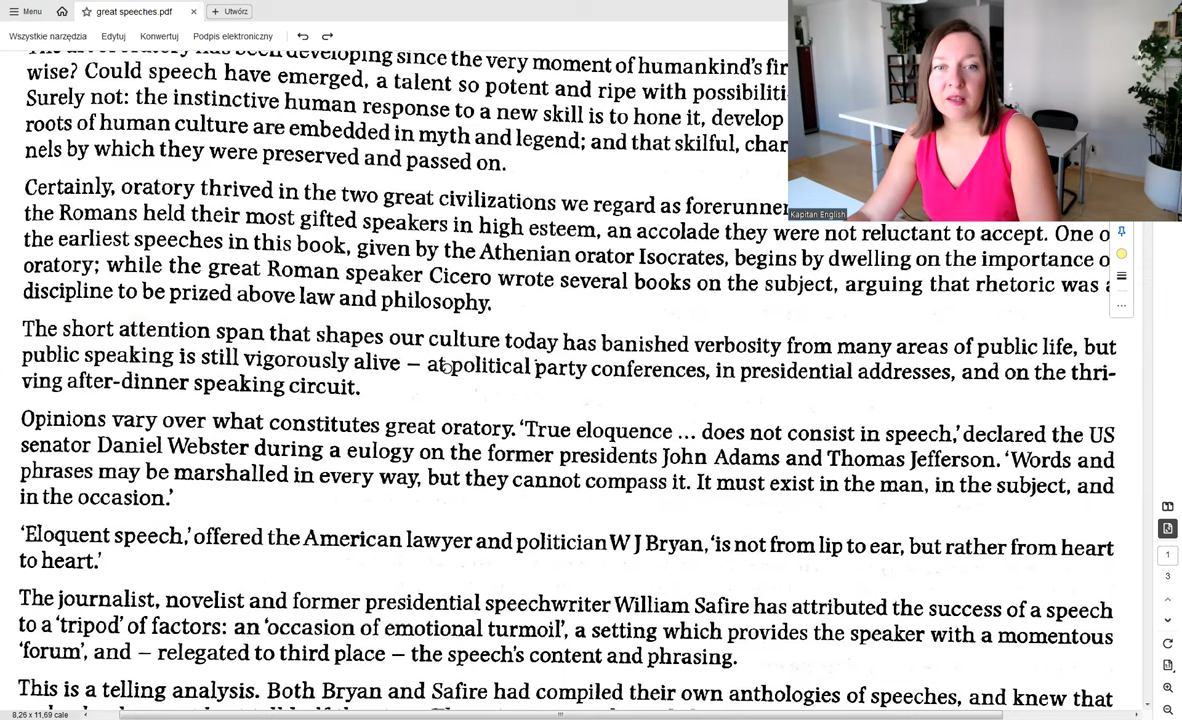 Menu
great speeches.pdf
Utwórz
Wszystkie narzędzia Edytuj Konwertuj Podpis elektroniczny
The art of oratory has been developing since the very moment of humankind's fir
wise? Could speech have emerged, a talent so potent and ripe with possibiliti
Surely not: the instinctive human response to a new skill is to hone it, develop
roots of human culture are embedded in myth and legend; and that skilful, char
nels by which they were preserved and passed on.
Kapitan English
Certainly, oratory thrived in the two great civilizations we regard as forerunner
the Romans held their most gifted speakers in high esteem, an accolade they were not reluctant to accept. One o
the earliest speeches in this book, given by the Athenian orator Isocrates, begins by dwelling on the importance o
oratory; while the great Roman speaker Cicero wrote several books on the subject, arguing that rhetoric was a
discipline to be prized above law and philosophy.
The short attention span that shapes our culture today has banished verbosity from many areas of public life, but
public speaking is still vigorously alive – at political party conferences, in presidential addresses, and on the thri-
ving after-dinner speaking circuit.
Opinions vary over what constitutes great oratory. 'True eloquence ... does not consist in speech,' declared the US
senator Daniel Webster during a eulogy on the former presidents John Adams and Thomas Jefferson. 'Words and
phrases may be marshalled in every way, but they cannot compass it. It must exist in the man, in the subject, and
in the occasion.'
'Eloquent speech,' offered the American lawyer and politician W J Bryan, 'is not from lip to ear, but rather from heart
to heart.'
The journalist, novelist and former presidential speechwriter William Safire has attributed the success of a speech
to a 'tripod' of factors: an 'occasion of emotional turmoil', a setting which provides the speaker with a momentous
'forum', and – relegated to third place – the speech's content and phrasing.
This is a telling analysis. Both Bryan and Safire had compiled their own anthologies of speeches, and knew that
1
3
8,26 x 11,69 cale